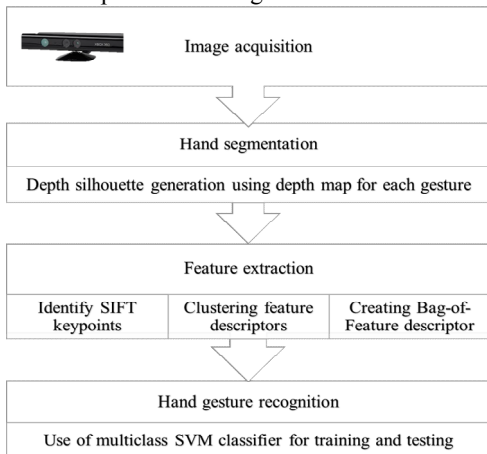 Image acquisition
Hand segmentation
Depth silhouette generation using depth map for each gesture
Feature extraction
Identify SIFT
keypoints
Clustering feature
descriptors
Creating Bag-of-
Feature descriptor
Hand gesture recognition
Use of multiclass SVM classifier for training and testing